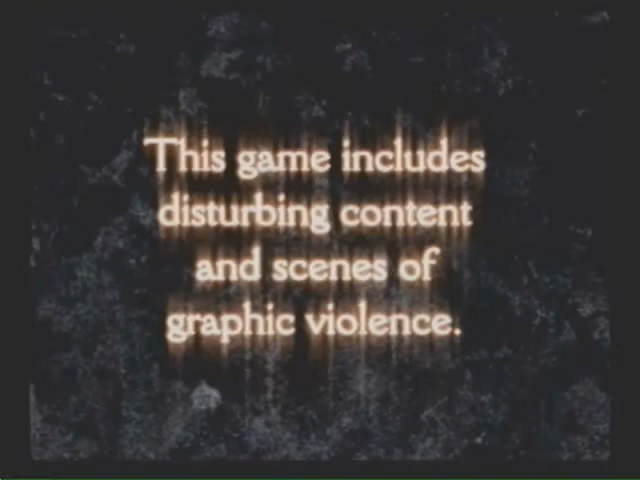 This game includes
disturbing content
and scenes of
graphic violence.